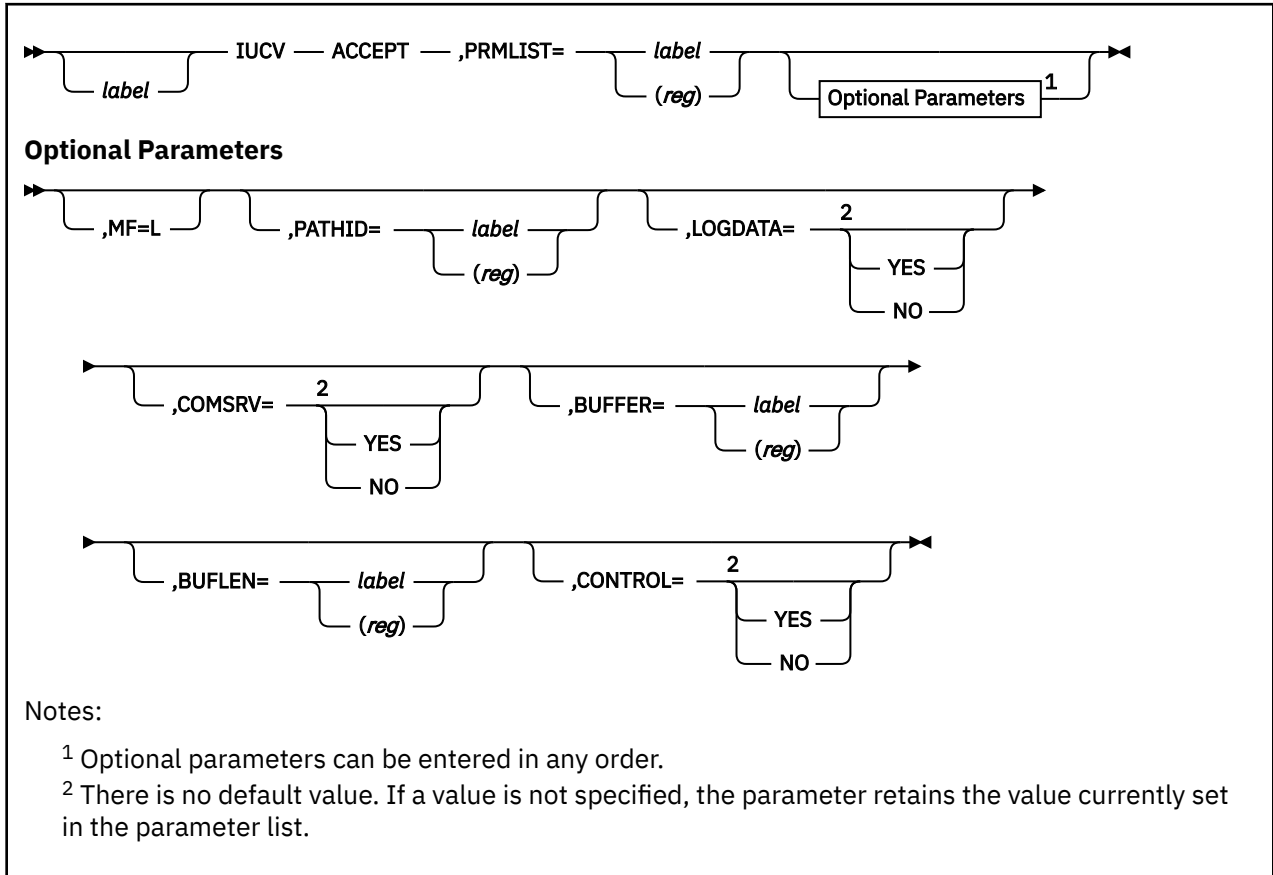 label IUCV ACCEPT ,PRMLIST= label (reg) Optional Parameters 1
Optional Parameters
,MF=L ,PATHID= label (reg) ,LOGDATA= 2 YES NO
,COMSRV= 2 YES NO ,BUFFER= label (reg)
,BUFLEN= label (reg) ,CONTROL= 2 YES NO
Notes:
1 Optional parameters can be entered in any order.
2 There is no default value. If a value is not specified, the parameter retains the value currently set
in the parameter list.